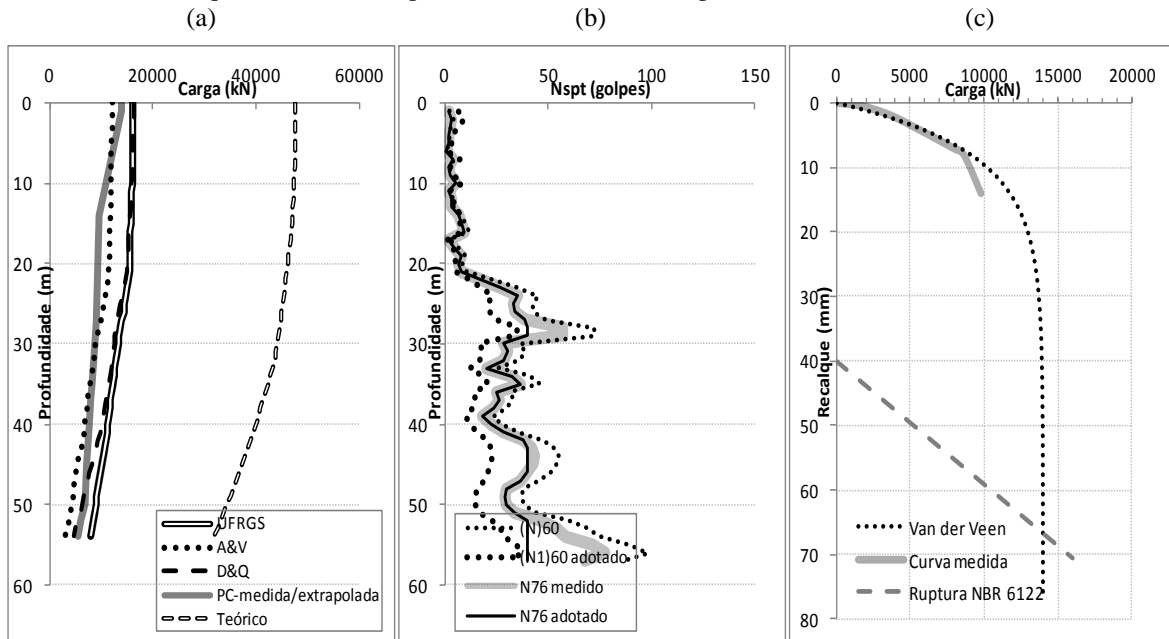 (a)
(b)
(c)
0 20000 40000 60000
Carga (kN)
0
10
20
30
40
50
60
Profundidade (m)
UFRGS
A&V
D&Q
PC-medida/extrapolada
Teórico
0 50 100 150
Nspt (golpes)
0
10
20
30
40
50
60
Profundidade (m)
(N)60
(N1)60 adotado
N76 medido
N76 adotado
0 5000 10000 15000 20000
Carga (kN)
0
10
20
30
40
50
60
70
80
Recalque (mm)
Van der Veen
Curva medida
Ruptura NBR 6122